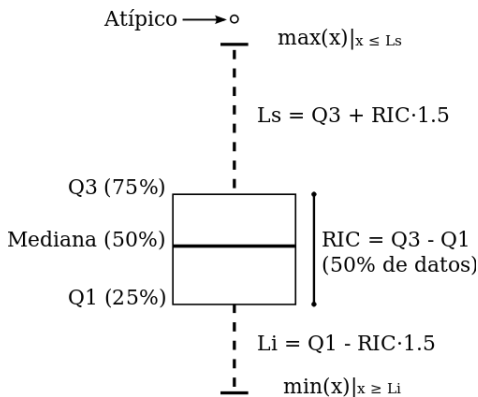 Atípico
max(x)|x ≤ Ls
Ls = Q3 + RIC·1.5
Q3 (75%)
Mediana (50%)
RIC = Q3 - Q1
(50% de datos)
Q1 (25%)
Li = Q1 - RIC·1.5
min(x)|x ≥ Li